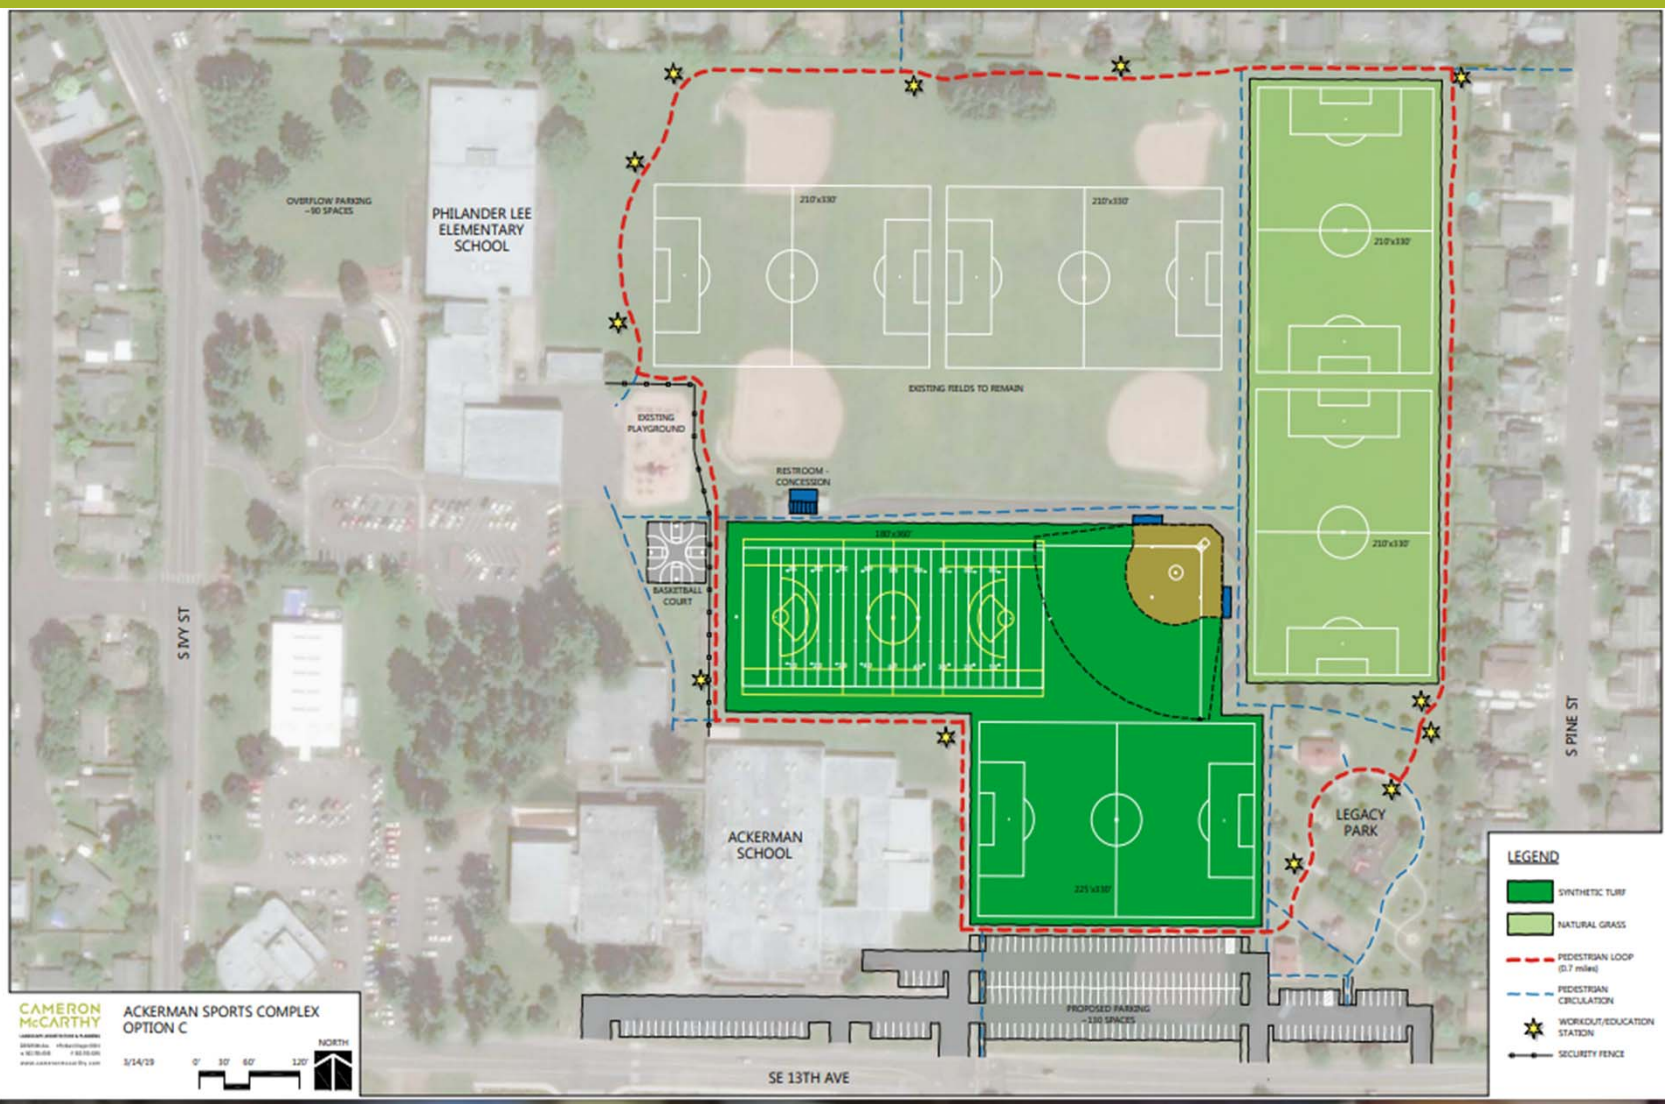 OVERFLOW PARKING
~90 SPACES
PHILANDER LEE
ELEMENTARY
SCHOOL
210'x330'
210'x330'
210'x330'
EXISTING FIELDS TO REMAIN
EXISTING
PLAYGROUND
RESTROOM -
CONCESSION
180'x360'
210'x330'
BASKETBALL
COURT
S IVY ST
S PINE ST
ACKERMAN
SCHOOL
225'x330'
LEGACY
PARK
PROPOSED PARKING
~130 SPACES
SE 13TH AVE
LEGEND
SYNTHETIC TURF
NATURAL GRASS
PEDESTRIAN LOOP
(0.7 miles)
PEDESTRIAN
CIRCULATION
WORKOUT/EDUCATION
STATION
SECURITY FENCE
CAMERON
McCARTHY
ACKERMAN SPORTS COMPLEX
OPTION C
3/14/19
0' 30' 60' 120'
NORTH